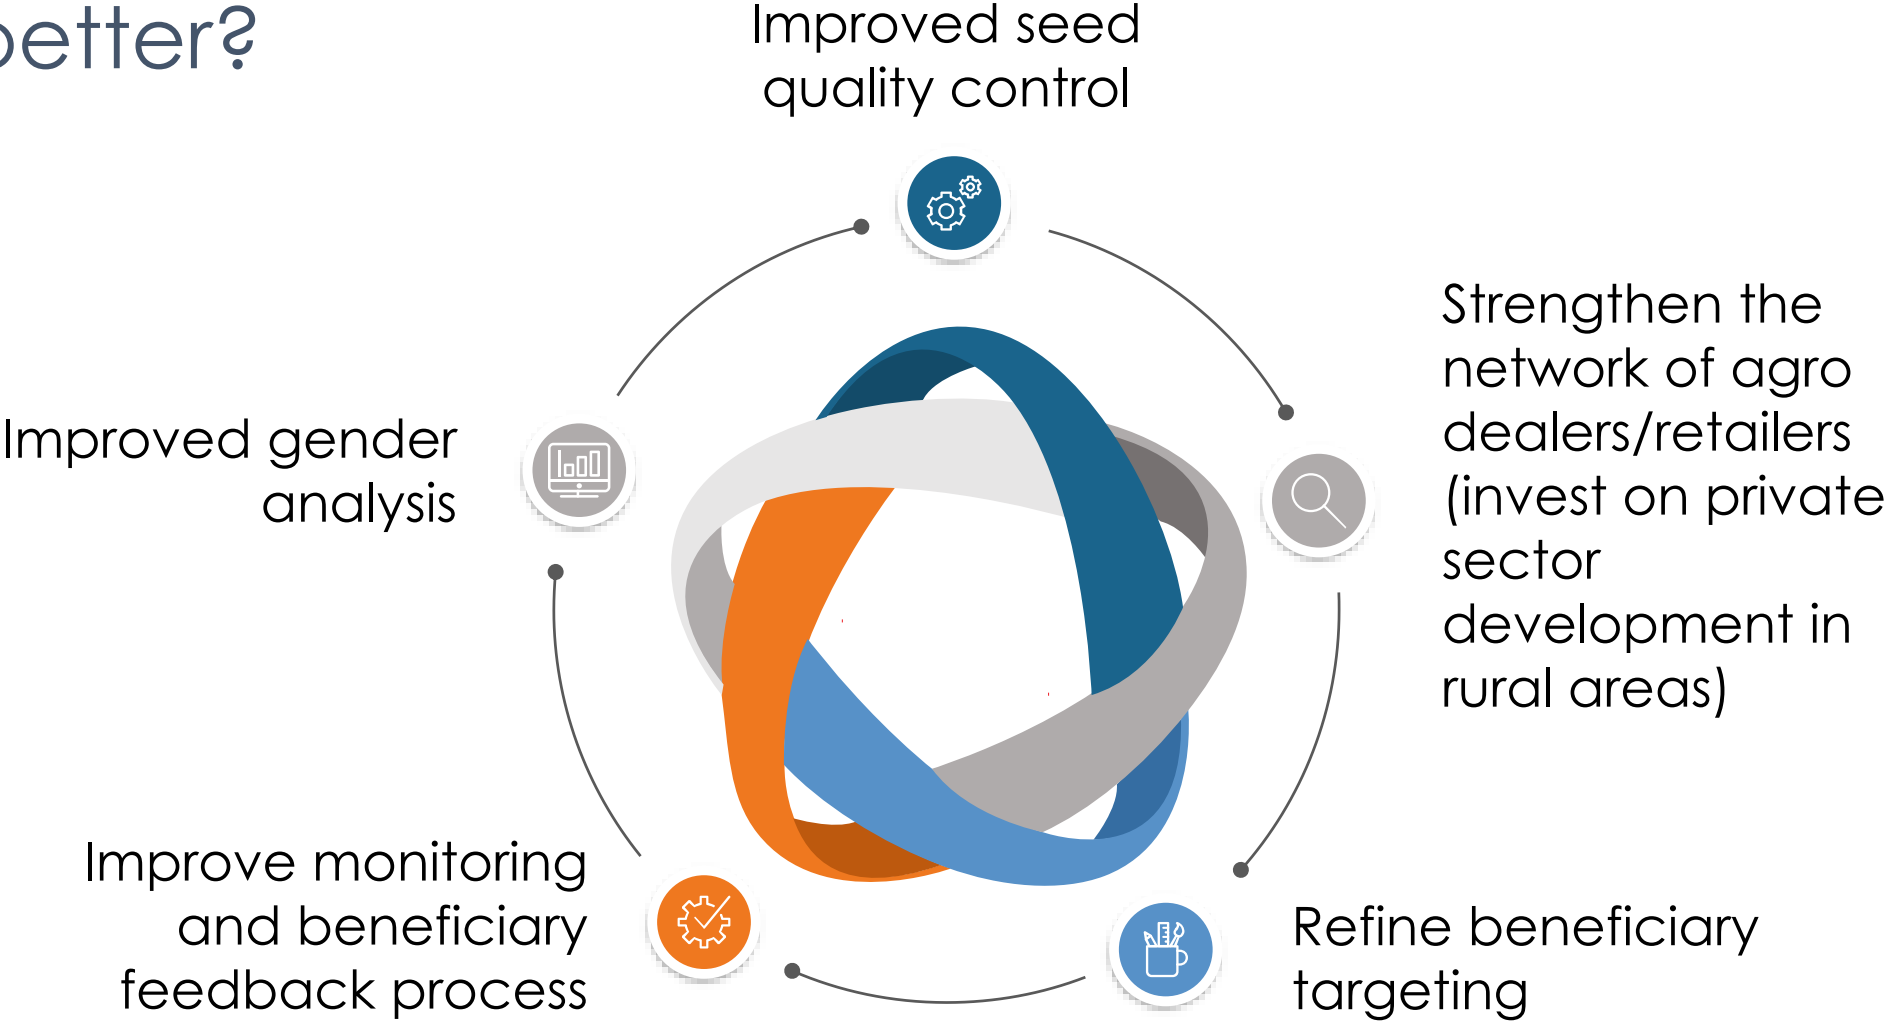 better?
Improved seed
quality control
Strengthen the
network of agro
dealers/retailers
(invest on private
sector
development in
rural areas)
Refine beneficiary
targeting
Improve monitoring
and beneficiary
feedback process
Improved gender
analysis